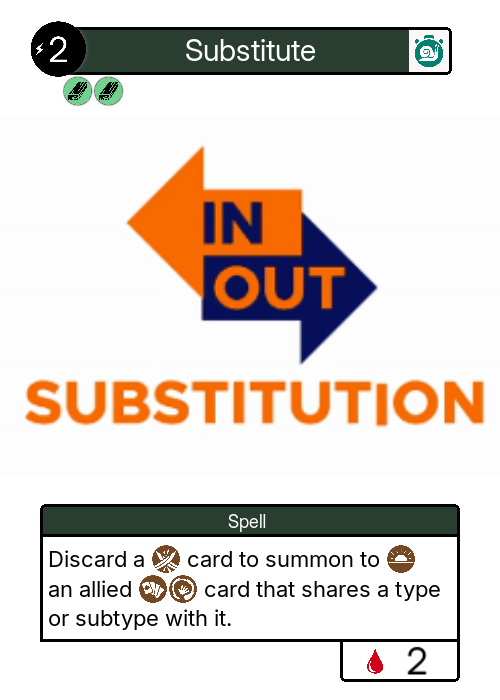 2
Substitute
IN
OUT
SUBSTITUTION
Spell
Discard a card to summon to
an allied card that shares a type
or subtype with it.
2